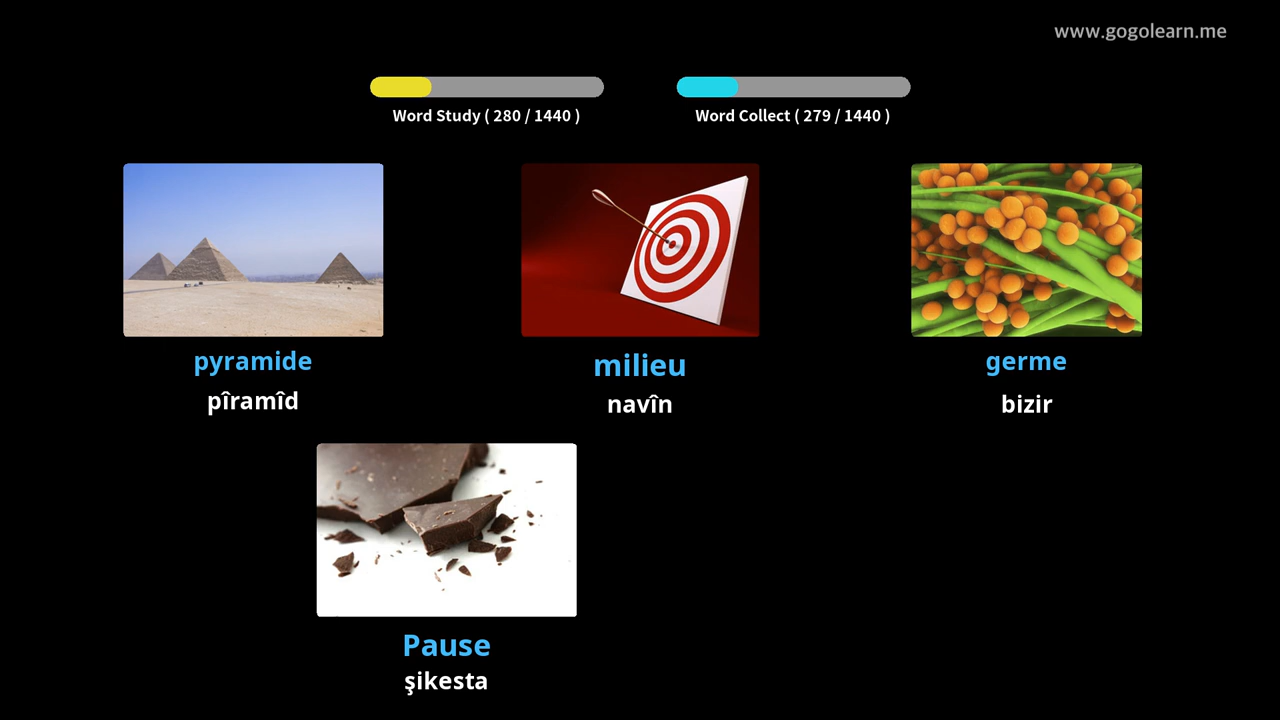 www.gogolearn.me
Word Study ( 280 / 1440 )
Word Collect ( 279 / 1440 )
pyramide
pîramîd
milieu
navîn
germe
bizir
Pause
şikesta